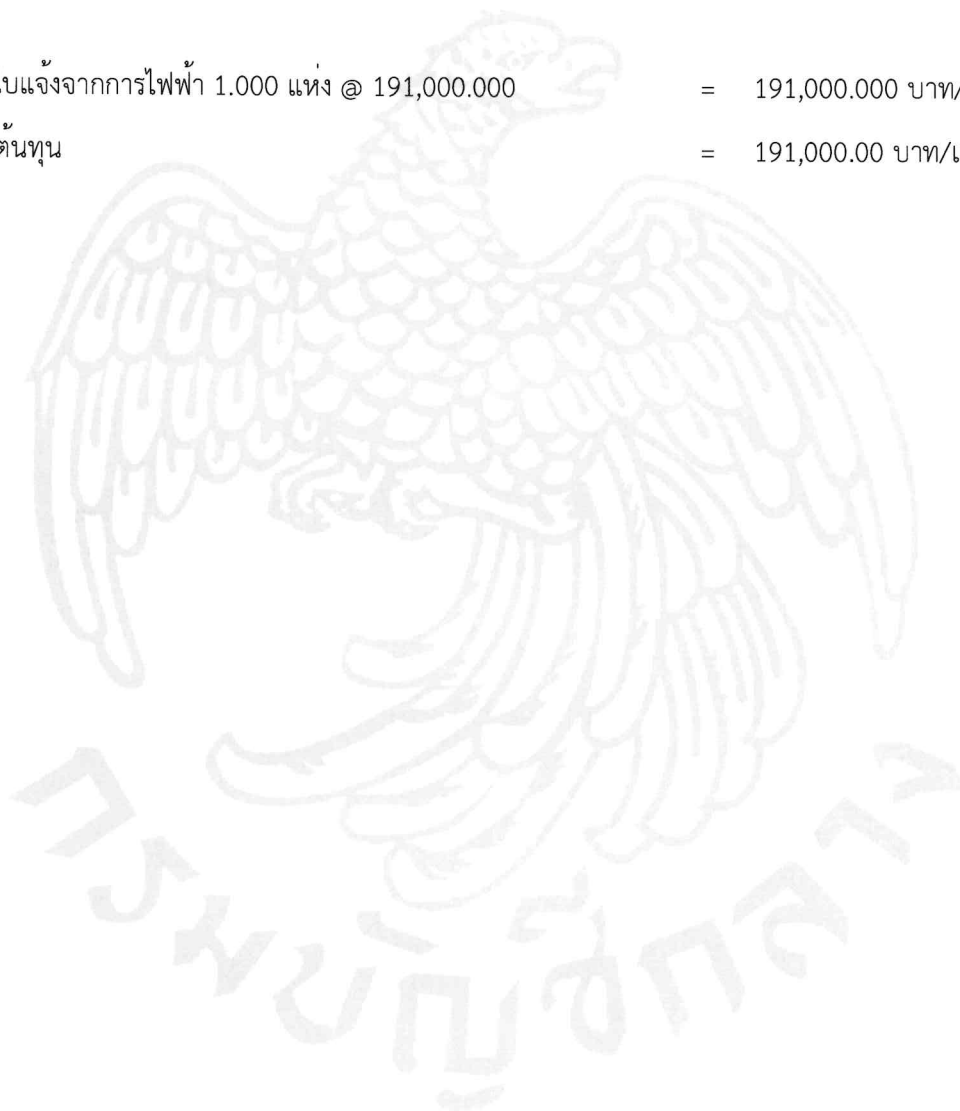 ใบแจ้งจากการไฟฟ้า 1.000 แห่ง @ 191,000.000 = 191,000.000 บาท/
ต้นทุน = 191,000.00 บาท/
กรมบัญชีกลาง